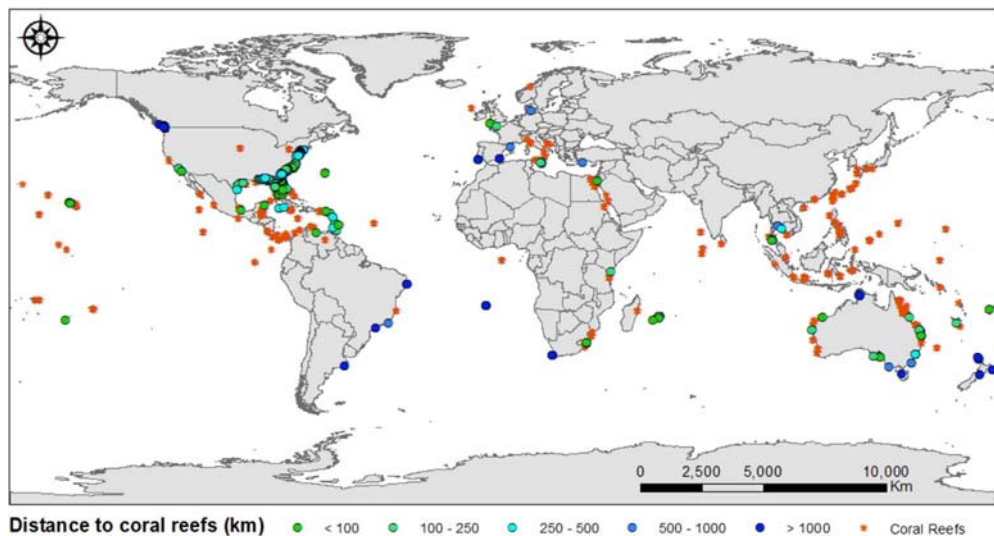 0 2,500 5,000 10,000
Km
Distance to coral reefs (km) < 100 100 - 250 250 - 500 500 - 1000 > 1000 Coral Reefs